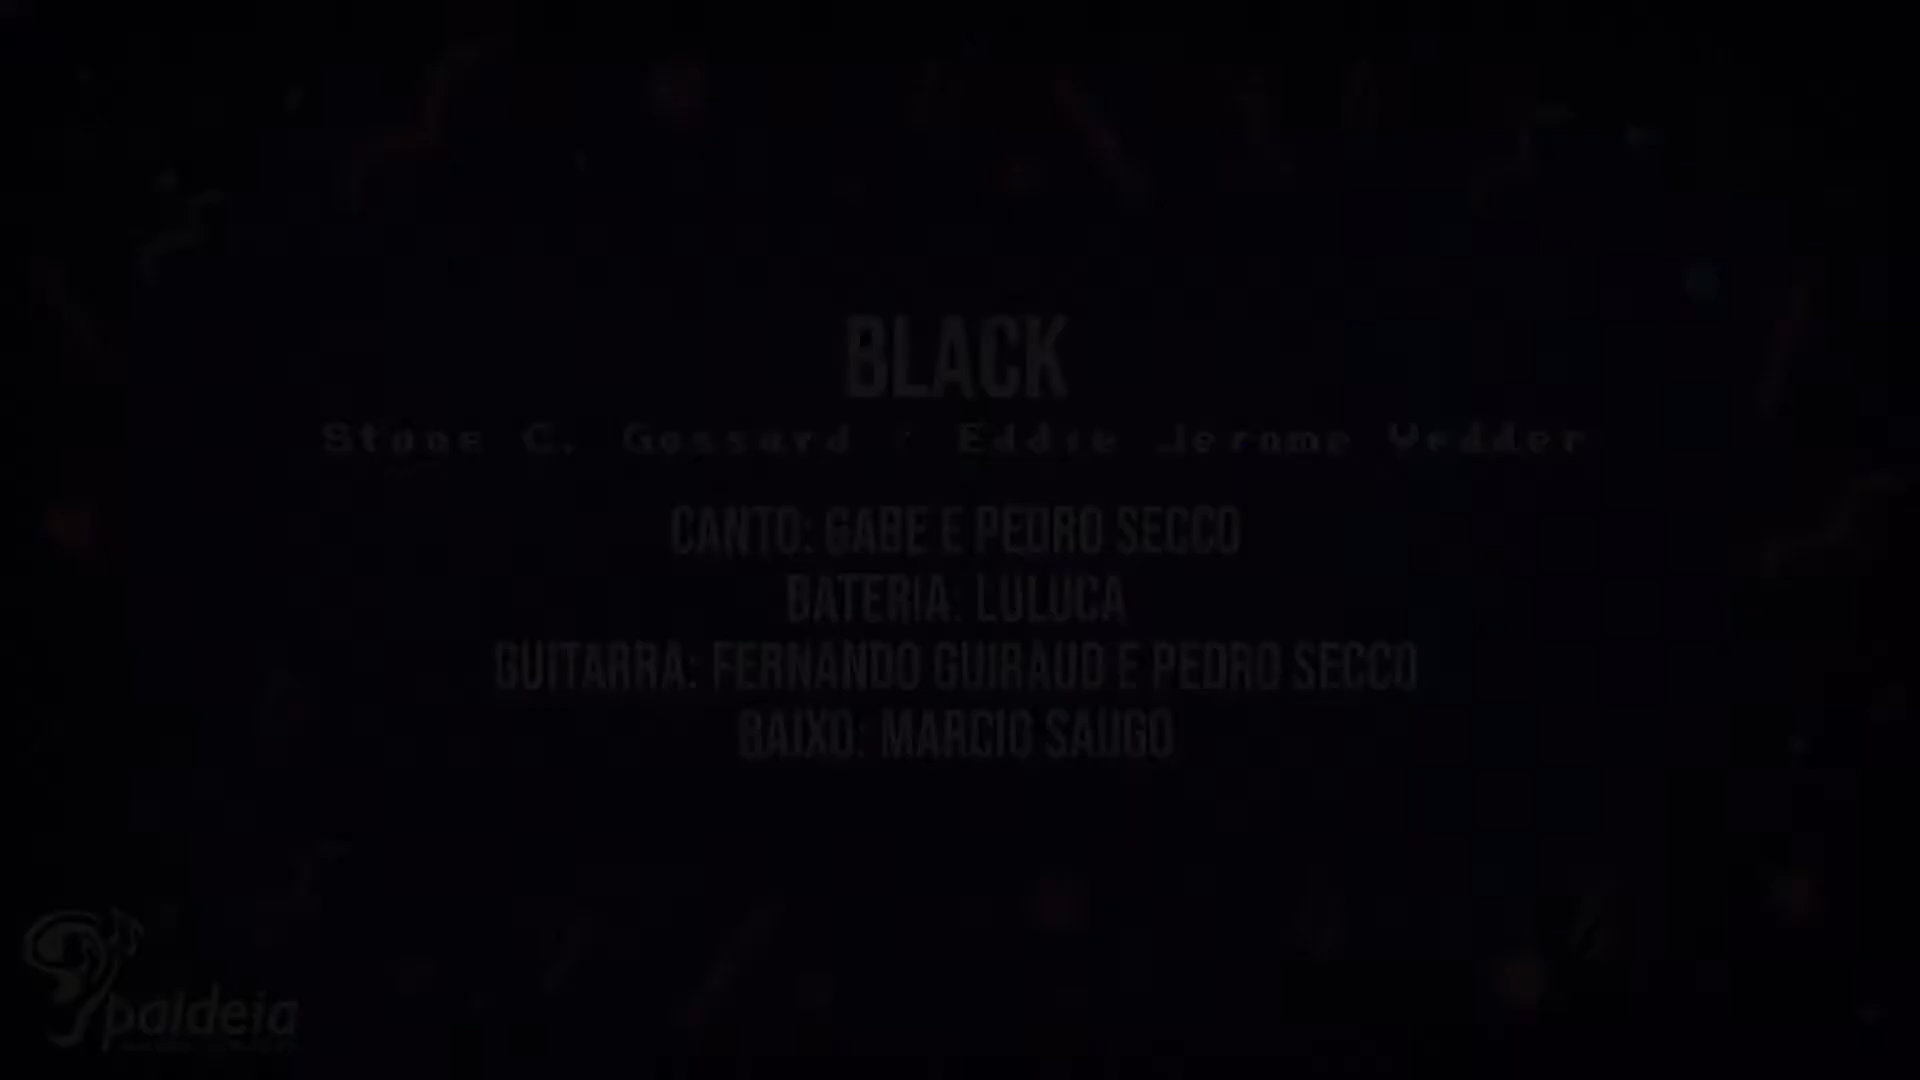 BLACK
Stone C. Gossard / Eddie Jerome Vedder
CANTO: GABE E PEDRO SECCO
BATERIA: LULUCA
GUITARRA: FERNANDO GUIRAUD E PEDRO SECCO
BAIXO: MARCIO SAUGO
paideia